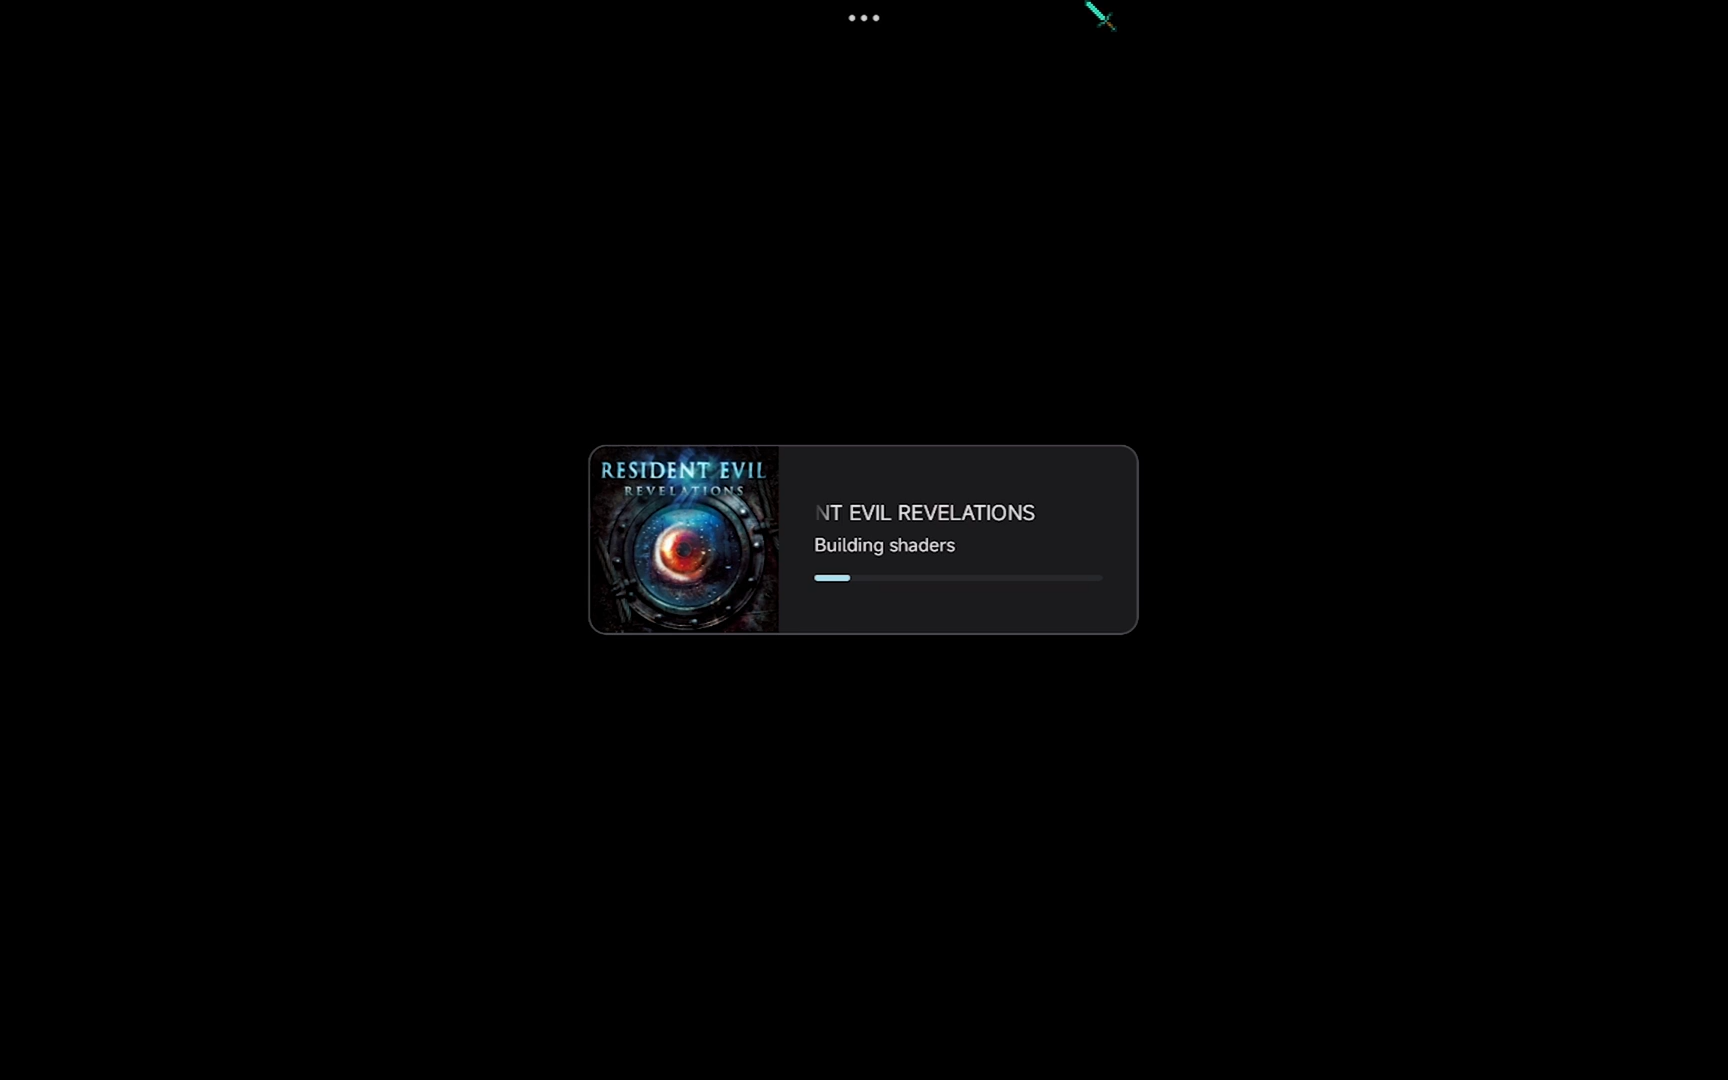 RESIDENT EVIL
REVELATIONS
NT EVIL REVELATIONS
Building shaders